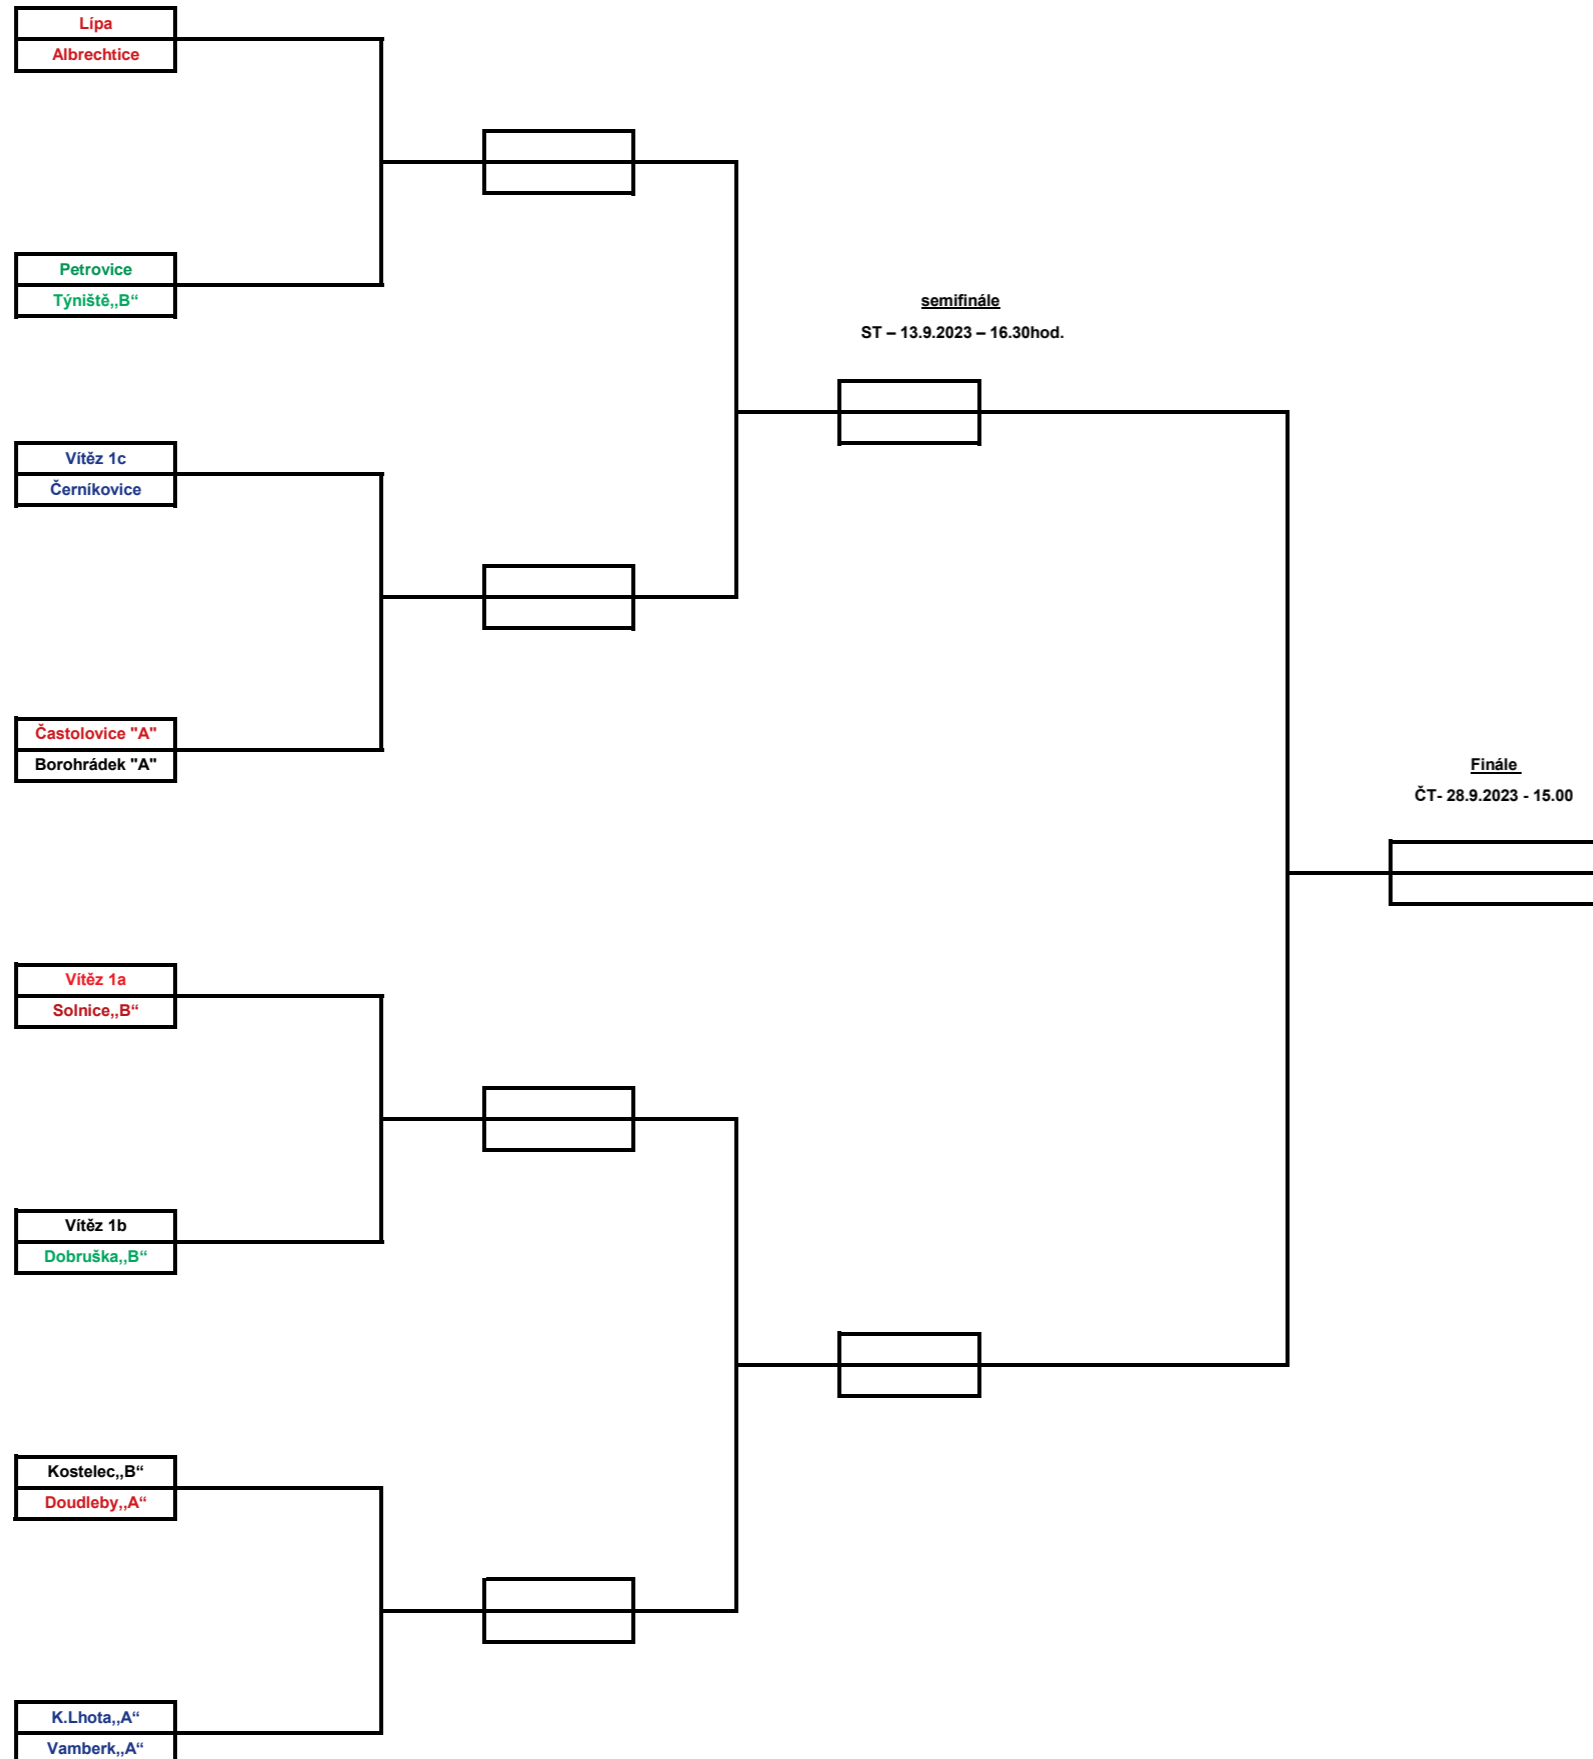 Lípa
Albrechtice
Petrovice
Týniště,,B“
semifinále
ST – 13.9.2023 – 16.30hod.
Vítěz 1c
Černíkovice
Častolovice "A"
Borohrádek "A"
Finále
ČT- 28.9.2023 - 15.00
Vítěz 1a
Solnice,,B“
Vítěz 1b
Dobruška,,B“
Kostelec,,B“
Doudleby,,A“
K.Lhota,,A“
Vamberk,,A“